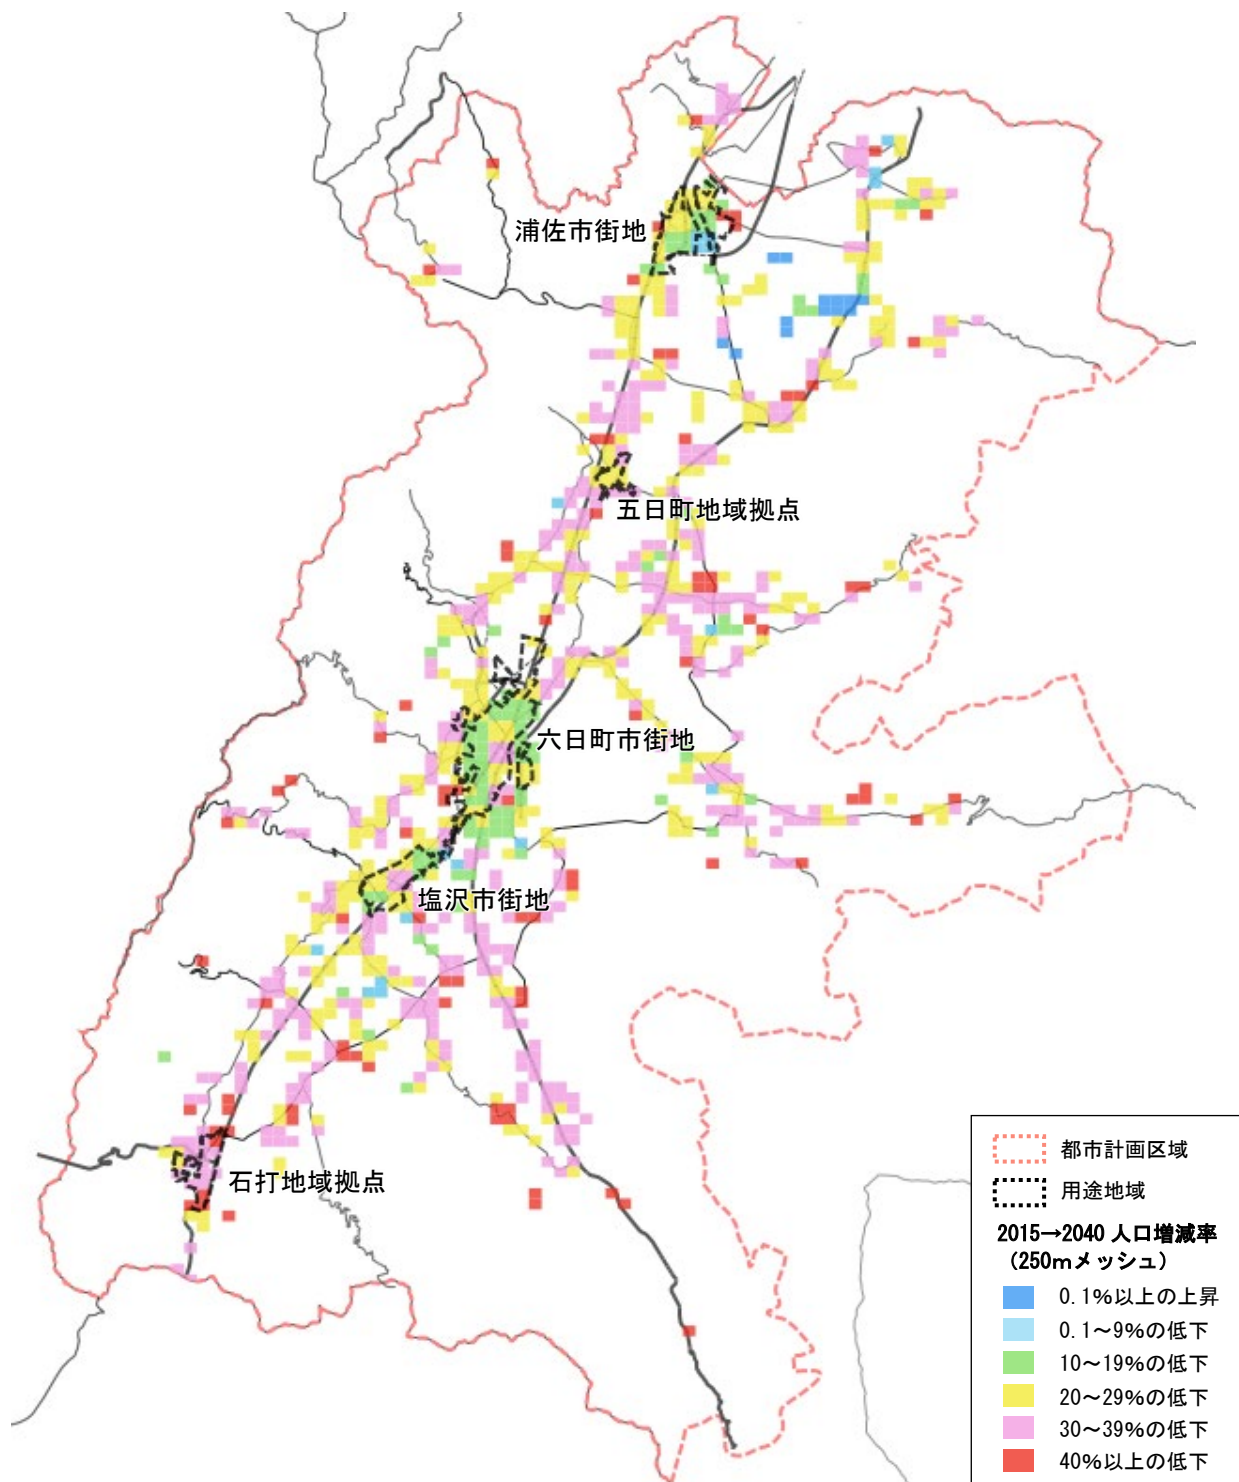 浦佐市街地
五日町地域拠点
六日町市街地
塩沢市街地
石打地域拠点
都市計画区域
用途地域
2015→2040 人口増減率
（250mメッシュ）
0.1%以上の上昇
0.1～9%の低下
10～19%の低下
20～29%の低下
30～39%の低下
40%以上の低下